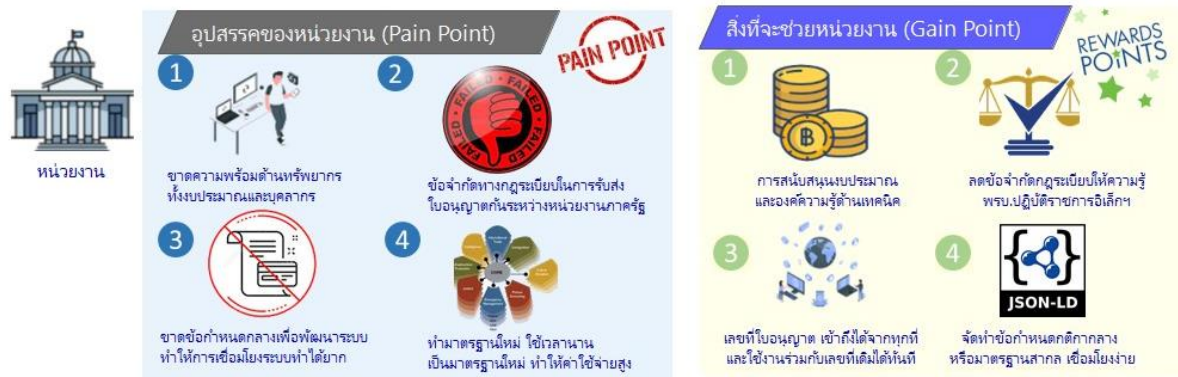 หน่วยงาน
อุปสรรคของหน่วยงาน (Pain Point)
PAIN POINT
1
ขาดความพร้อมด้านทรัพยากร
ทั้งงบประมาณและบุคลากร
2
FAILED • FAILED • FAILED • FAILED
ข้อจำกัดทางกฎระเบียบในการรับส่ง
ใบอนุญาตกันระหว่างหน่วยงานภาครัฐ
3
ขาดข้อกำหนดกลางเพื่อพัฒนาระบบ
ทำให้การเชื่อมโยงระบบทำได้ยาก
4
CORE
ทำมาตรฐานใหม่ ใช้เวลานาน
เป็นมาตรฐานใหม่ ทำให้ค่าใช้จ่ายสูง
สิ่งที่จะช่วยหน่วยงาน (Gain Point)
REWARDS
POINTS
1
การสนับสนุนงบประมาณ
และองค์ความรู้ด้านเทคนิค
2
ลดข้อจำกัดกฎระเบียบให้ความรู้
พรบ.ปฏิบัติราชการอิเล็กฯ
3
เลขที่ใบอนุญาต เข้าถึงได้จากทุกที่
และใช้งานร่วมกับเลขที่เดิมได้ทันที
4
JSON-LD
จัดทำข้อกำหนดกติกากลาง
หรือมาตรฐานสากล เชื่อมโยงง่าย